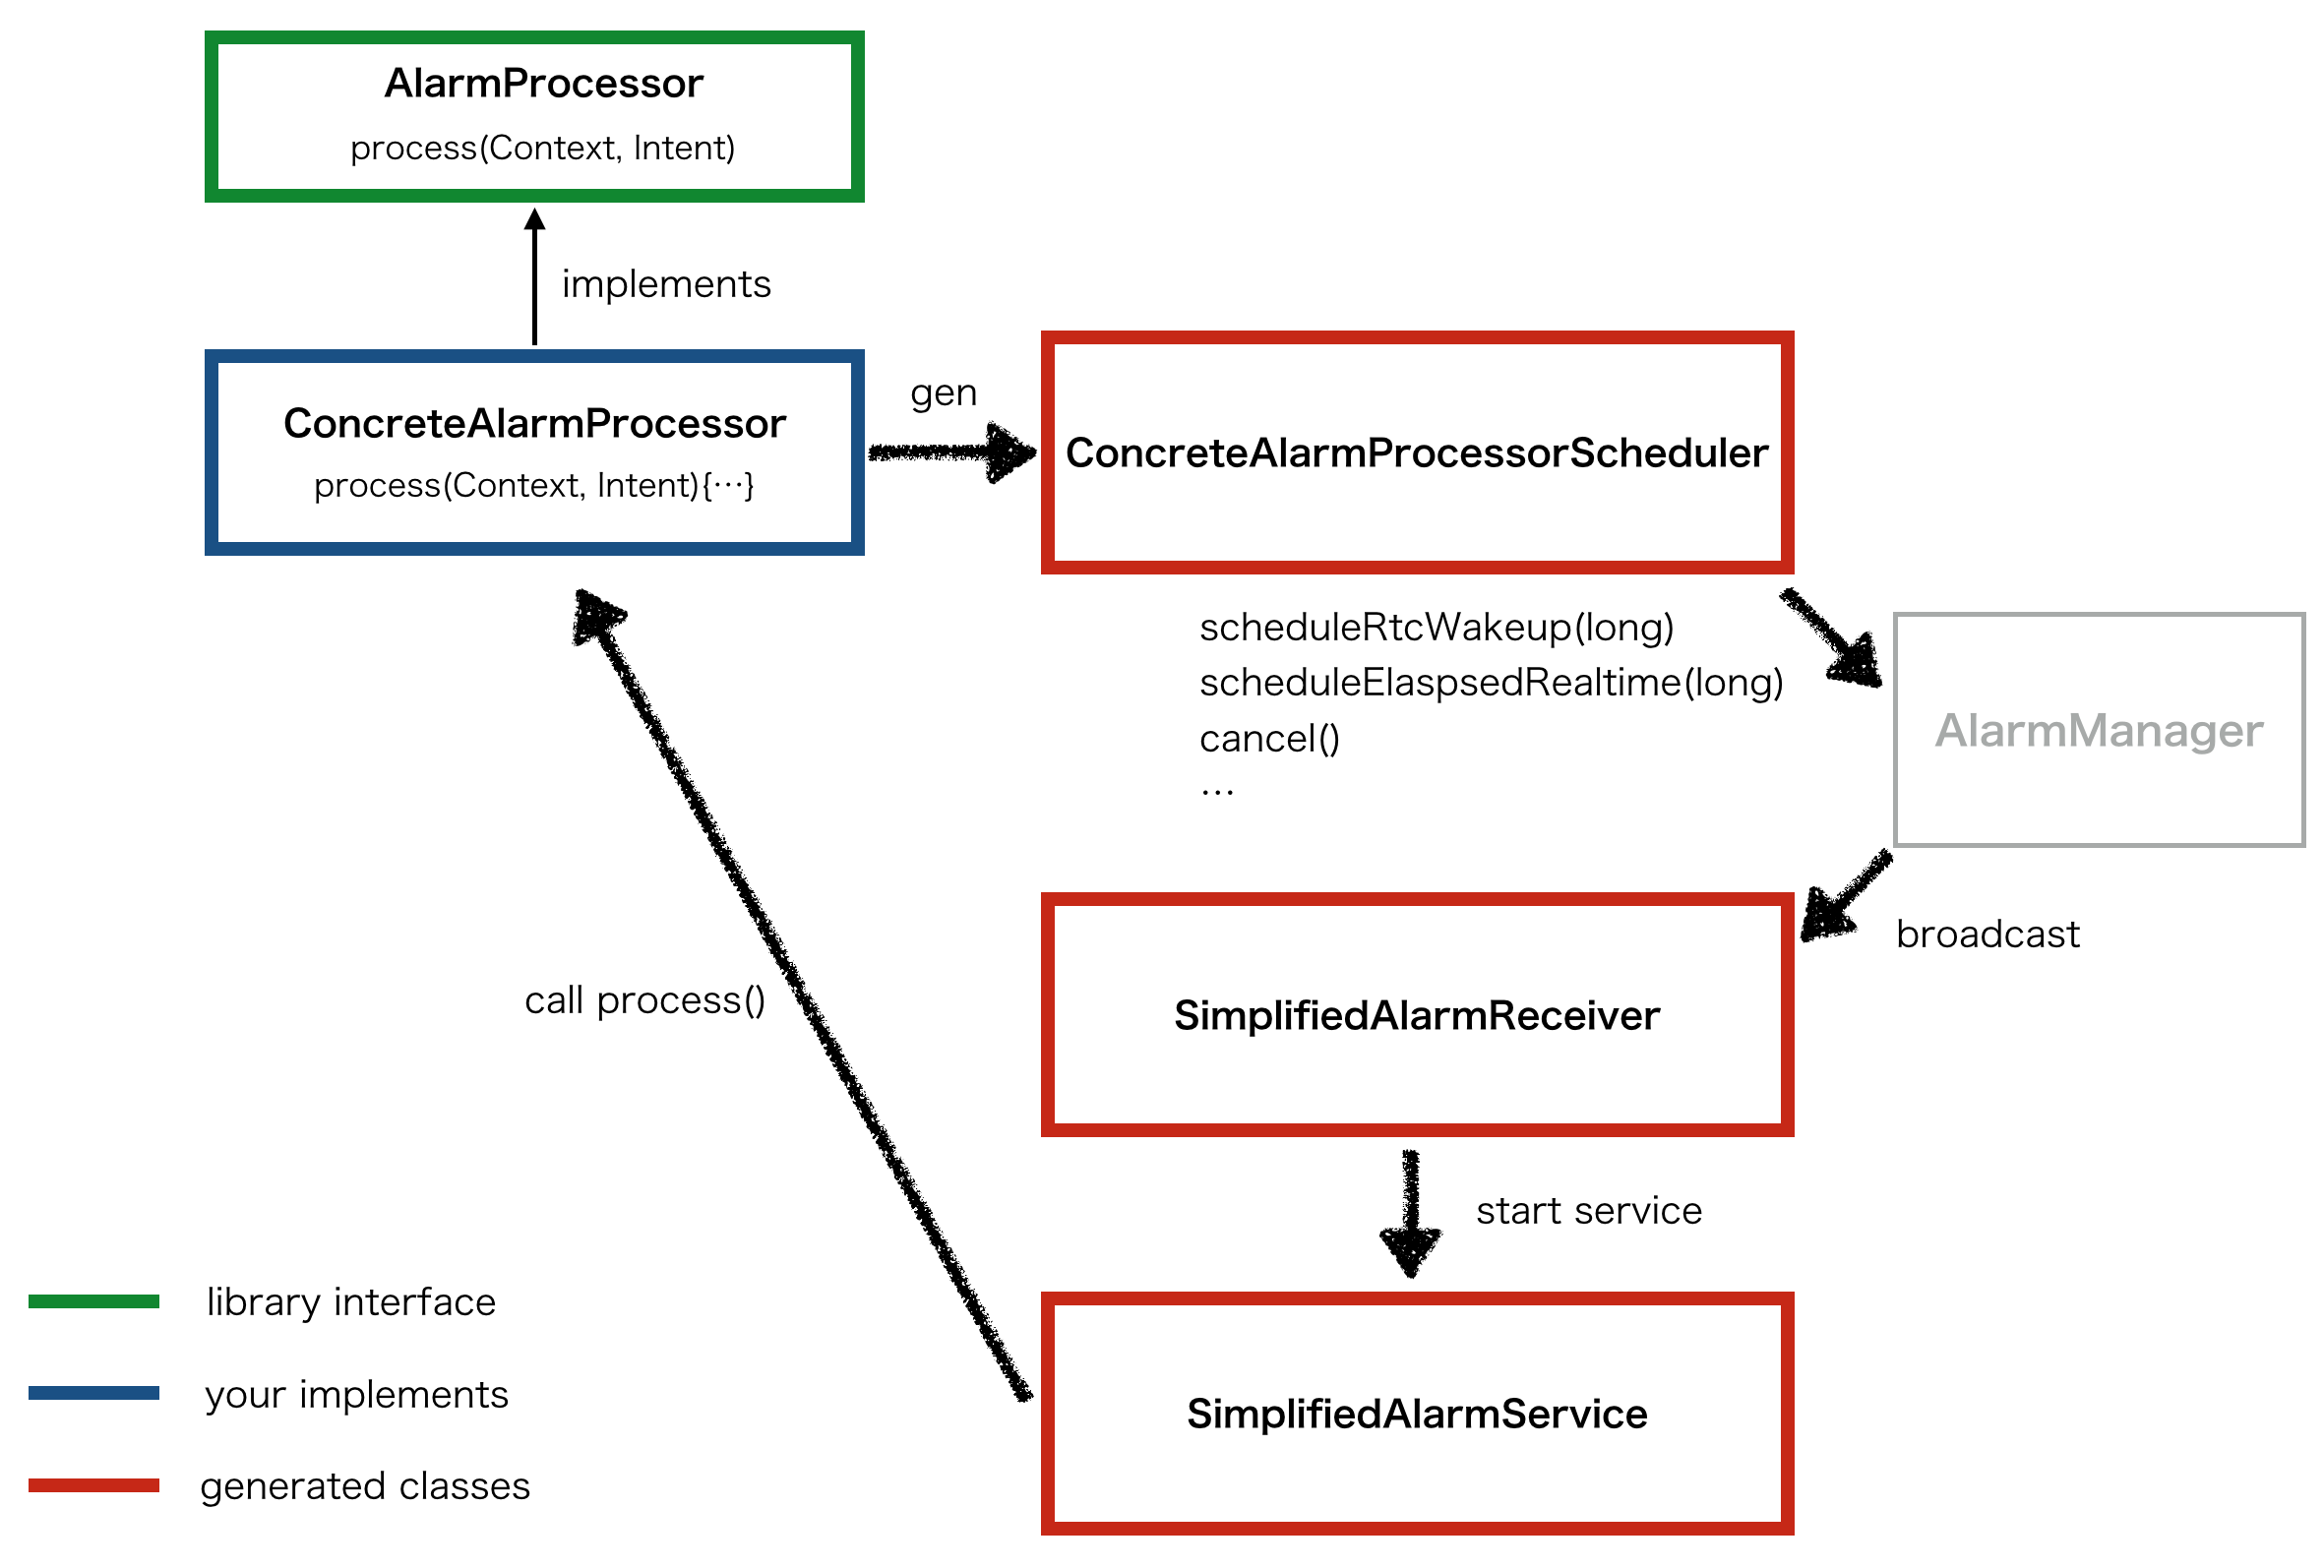 AlarmProcessor
process(Context, Intent)
implements
ConcreteAlarmProcessor
process(Context, Intent){…}
gen
ConcreteAlarmProcessorScheduler
scheduleRtcWakeup(long)
scheduleElaspsedRealtime(long)
cancel()
…
AlarmManager
broadcast
SimplifiedAlarmReceiver
call process()
start service
SimplifiedAlarmService
library interface
your implements
generated classes